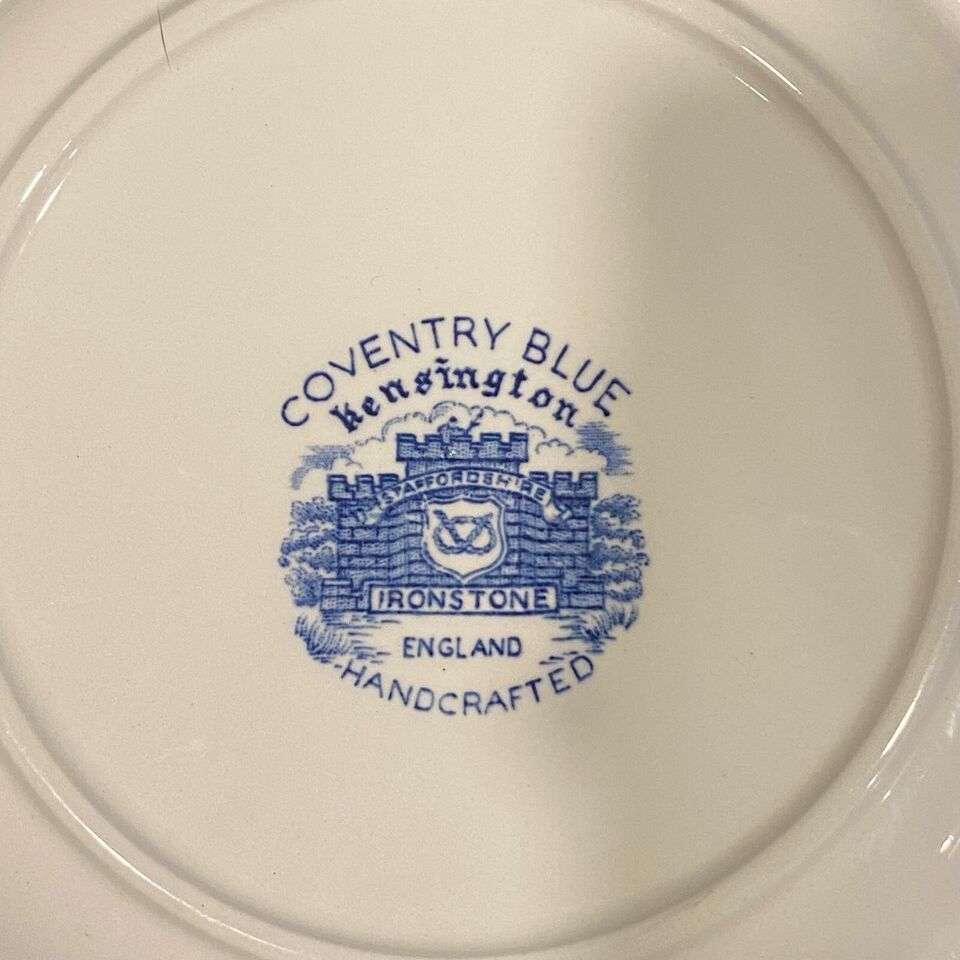 COVENTRY BLUE
kensington
STAFFORDSHIRE
IRONSTONE
ENGLAND
HANDCRAFTED